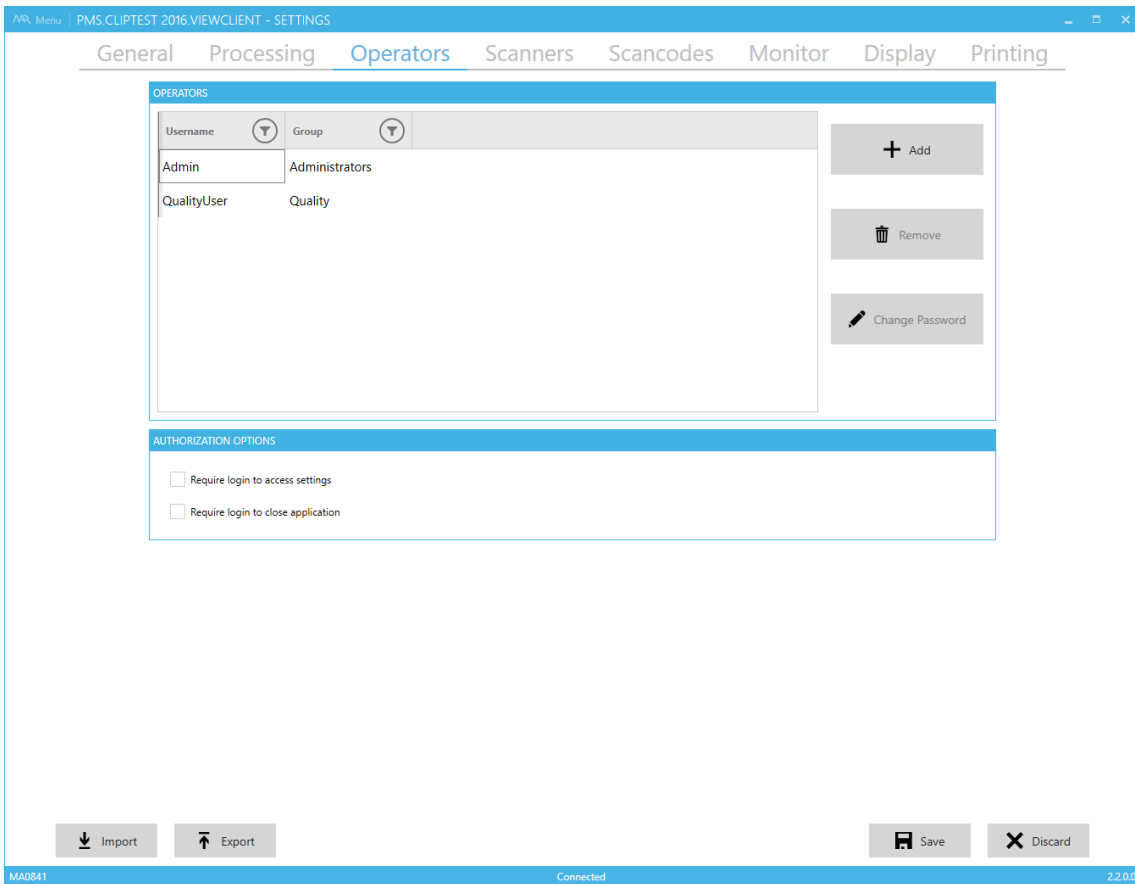 Menu PMS.CLIPTEST 2016.VIEWCLIENT - SETTINGS
General Processing Operators Scanners Scancodes Monitor Display Printing
OPERATORS
Username Group
Admin Administrators
QualityUser Quality
Add
Remove
Change Password
AUTHORIZATION OPTIONS
Require login to access settings
Require login to close application
Import Export Save Discard
MA0841 Connected 2.2.0.0